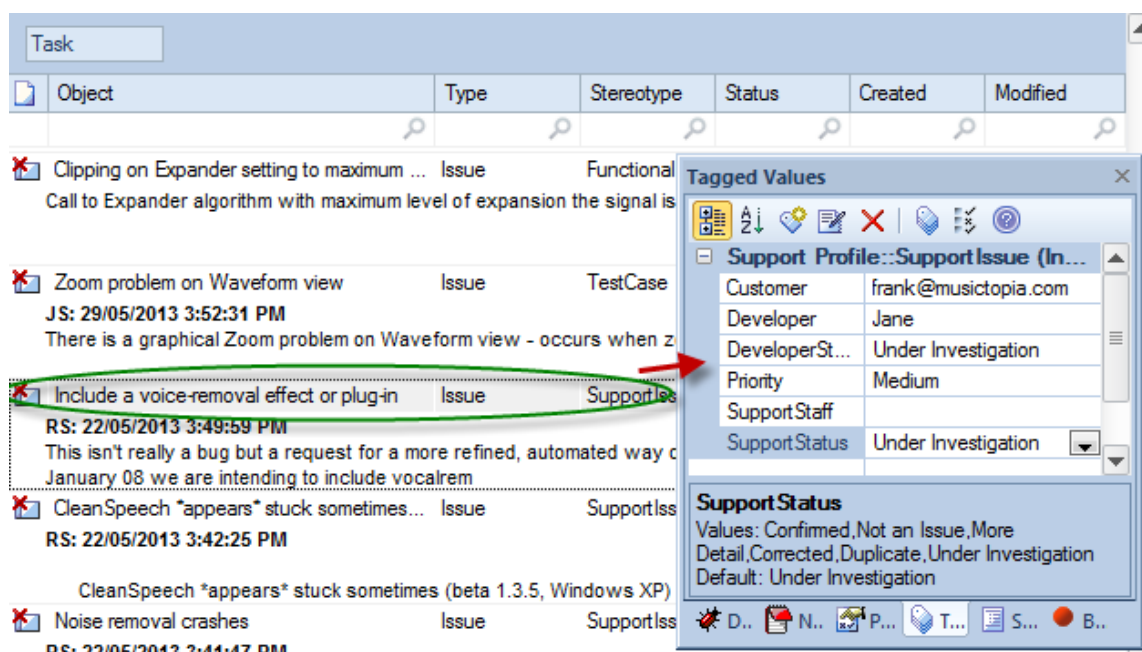 Task
Object Type Stereotype Status Created Modified
Clipping on Expander setting to maximum ... Issue Functional
Call to Expander algorithm with maximum level of expansion the signal is
Zoom problem on Waveform view Issue TestCase
JS: 29/05/2013 3:52:31 PM
There is a graphical Zoom problem on Waveform view - occurs when z
Include a voice-removal effect or plug-in Issue SupportIss
RS: 22/05/2013 3:49:59 PM
This isn't really a bug but a request for a more refined, automated way o
January 08 we are intending to include vocalrem
CleanSpeech *appears* stuck sometimes... Issue SupportIss
RS: 22/05/2013 3:42:25 PM
CleanSpeech *appears* stuck sometimes (beta 1.3.5, Windows XP)
Noise removal crashes Issue SupportIss
RS: 22/05/2013 3:41:47 PM
Tagged Values
Support Profile::SupportIssue (In...
Customer frank@musictopia.com
Developer Jane
DeveloperSt... Under Investigation
Priority Medium
SupportStaff
SupportStatus Under Investigation
SupportStatus
Values: Confirmed,Not an Issue,More
Detail,Corrected,Duplicate,Under Investigation
Default: Under Investigation
D.. N.. P... T... S... B..